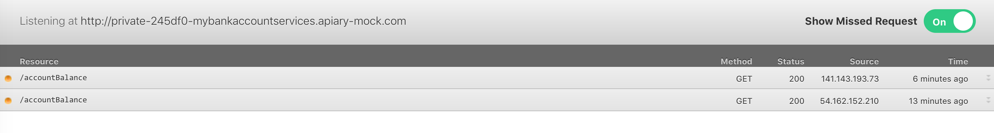 Listening at http://private-245df0-mybankaccountservices.apiary-mock.com Show Missed Request On
Resource Method Status Source Time
/accountBalance GET 200 141.143.193.73 6 minutes ago
/accountBalance GET 200 54.162.152.210 13 minutes ago